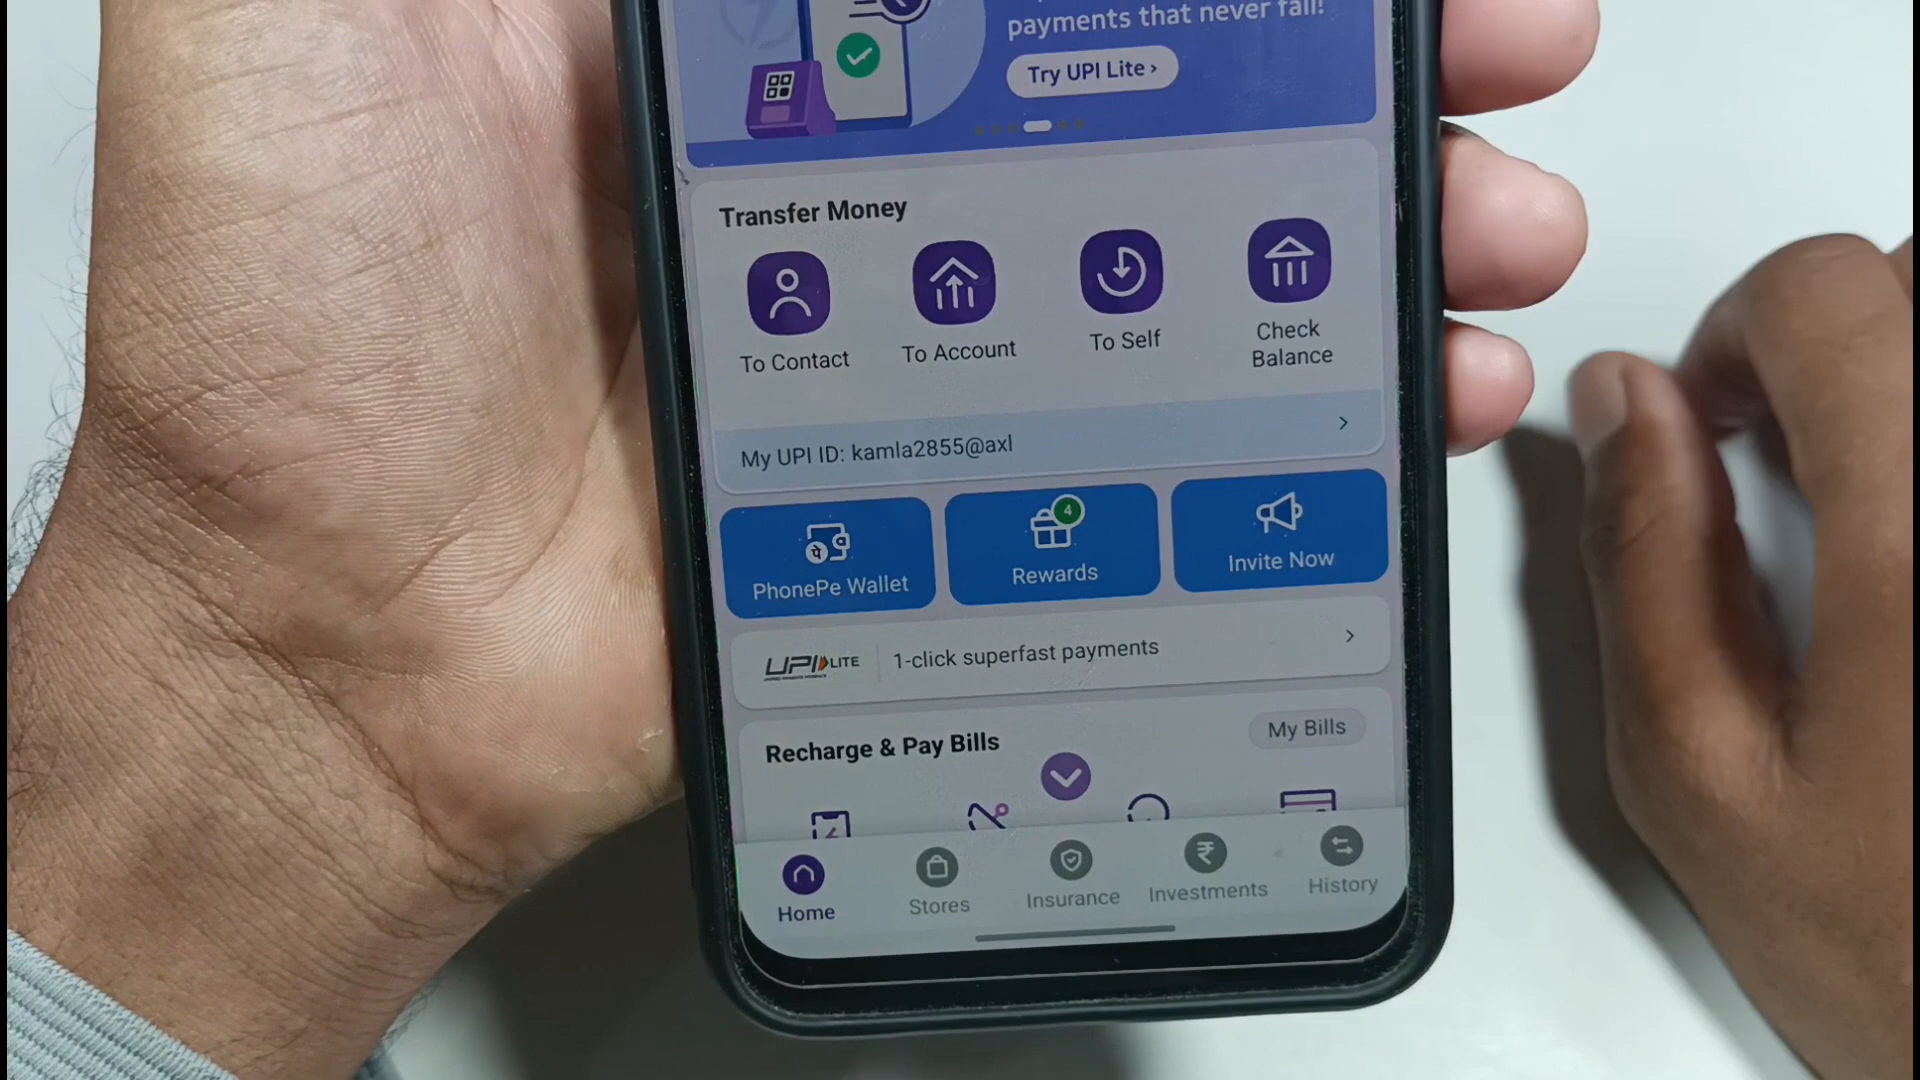 payments that never fail!
Try UPI Lite ›
Transfer Money
To Contact
To Account
To Self
Check
Balance
My UPI ID: kamla2855@axl
PhonePe Wallet
4
Rewards
Invite Now
UPI LITE
1-click superfast payments
Recharge & Pay Bills
My Bills
Home
Stores
Insurance
Investments
History